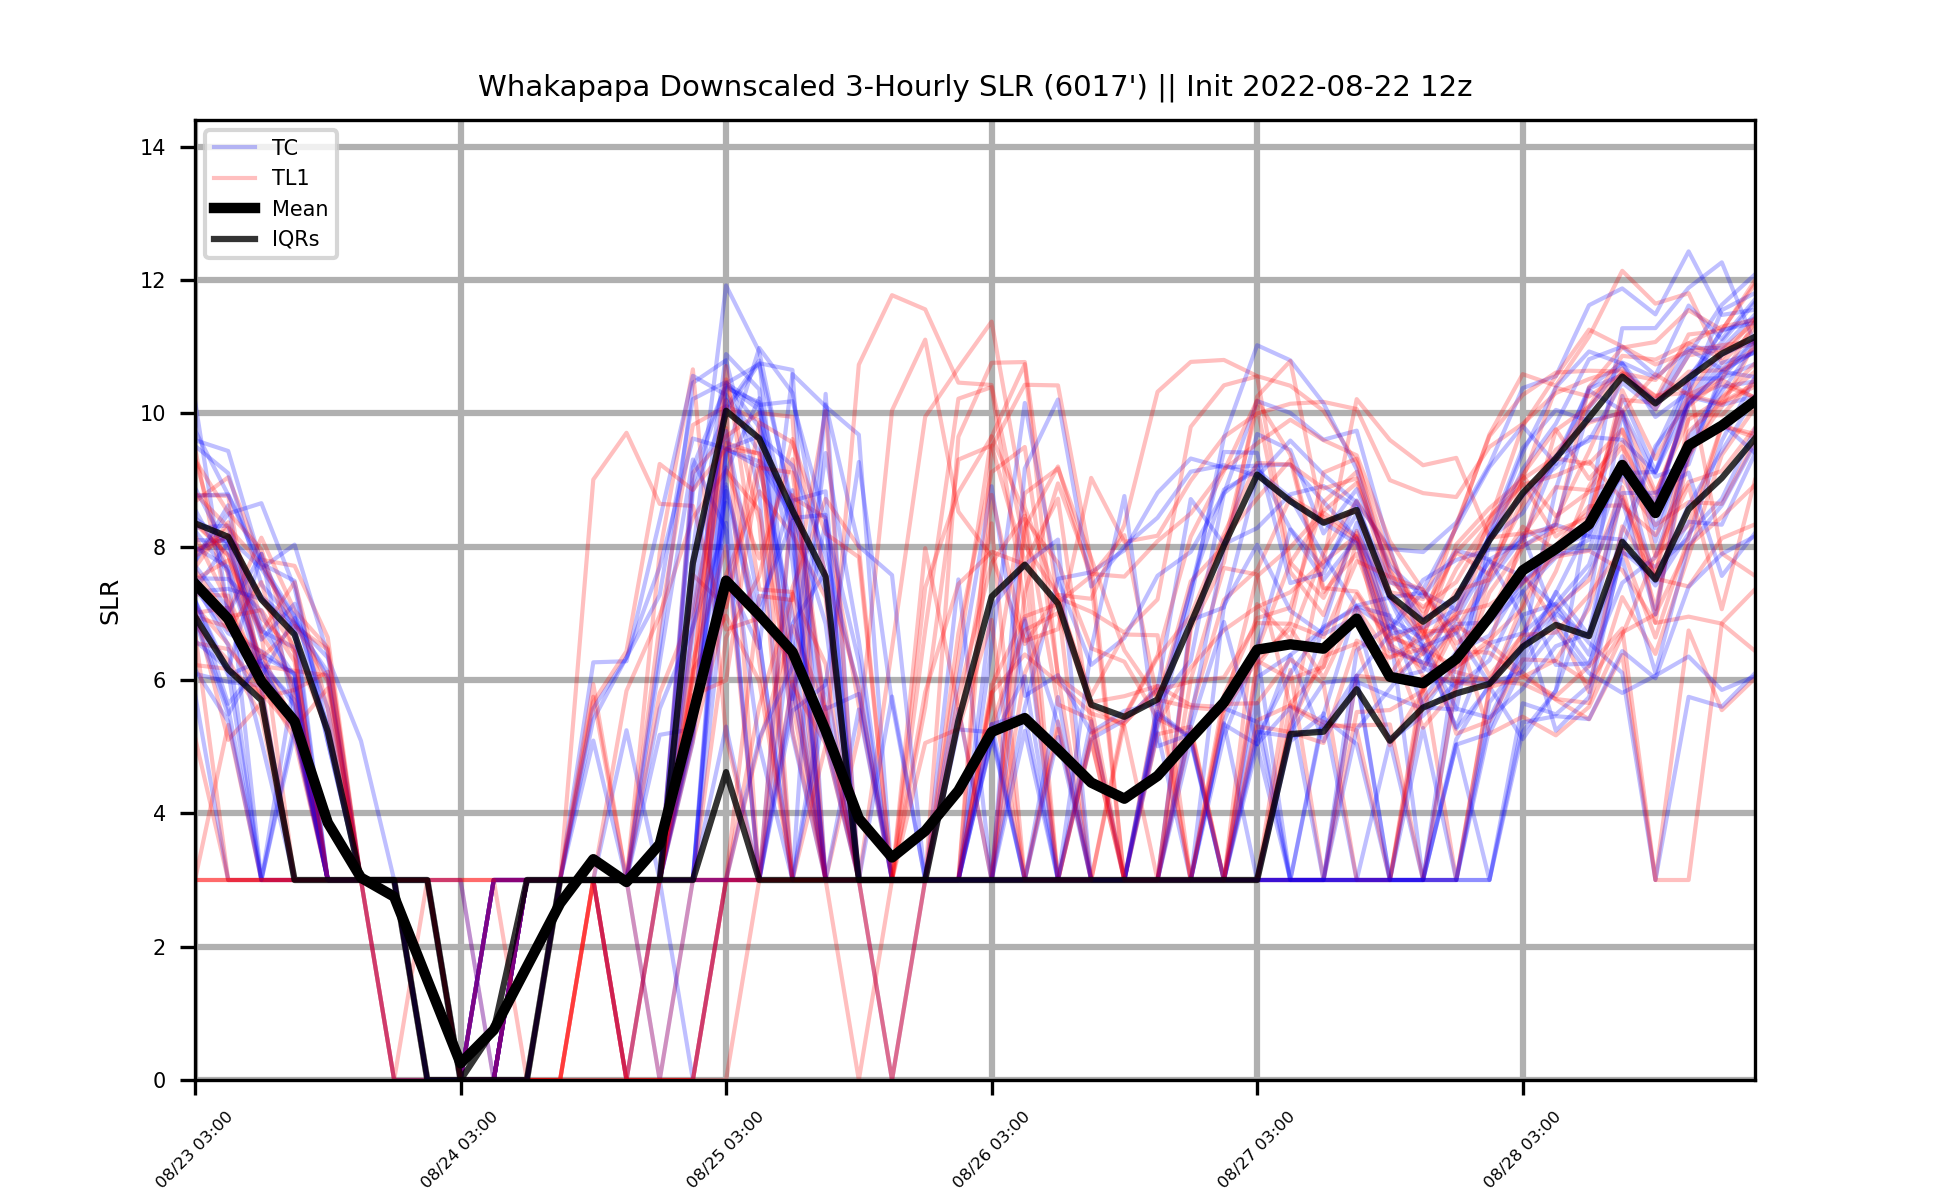 Whakapapa Downscaled 3-Hourly SLR (6017') || Init 2022-08-22 12z
TC
TL1
Mean
IQRs
SLR
14
12
10
8
6
4
2
0
08/23 03:00
08/24 03:00
08/25 03:00
08/26 03:00
08/27 03:00
08/28 03:00